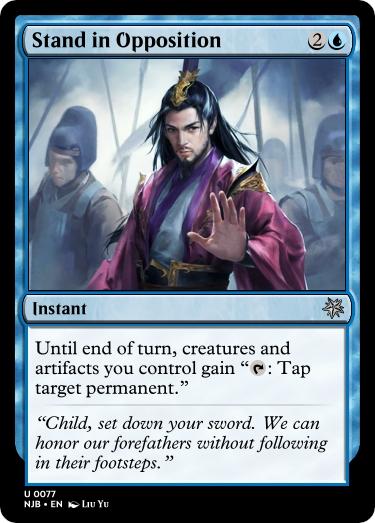 Stand in Opposition 2
Instant
Until end of turn, creatures and
artifacts you control gain “: Tap
target permanent.”
“Child, set down your sword. We can
honor our forefathers without following
in their footsteps.”
U 0077
NJB • EN Liu Yu